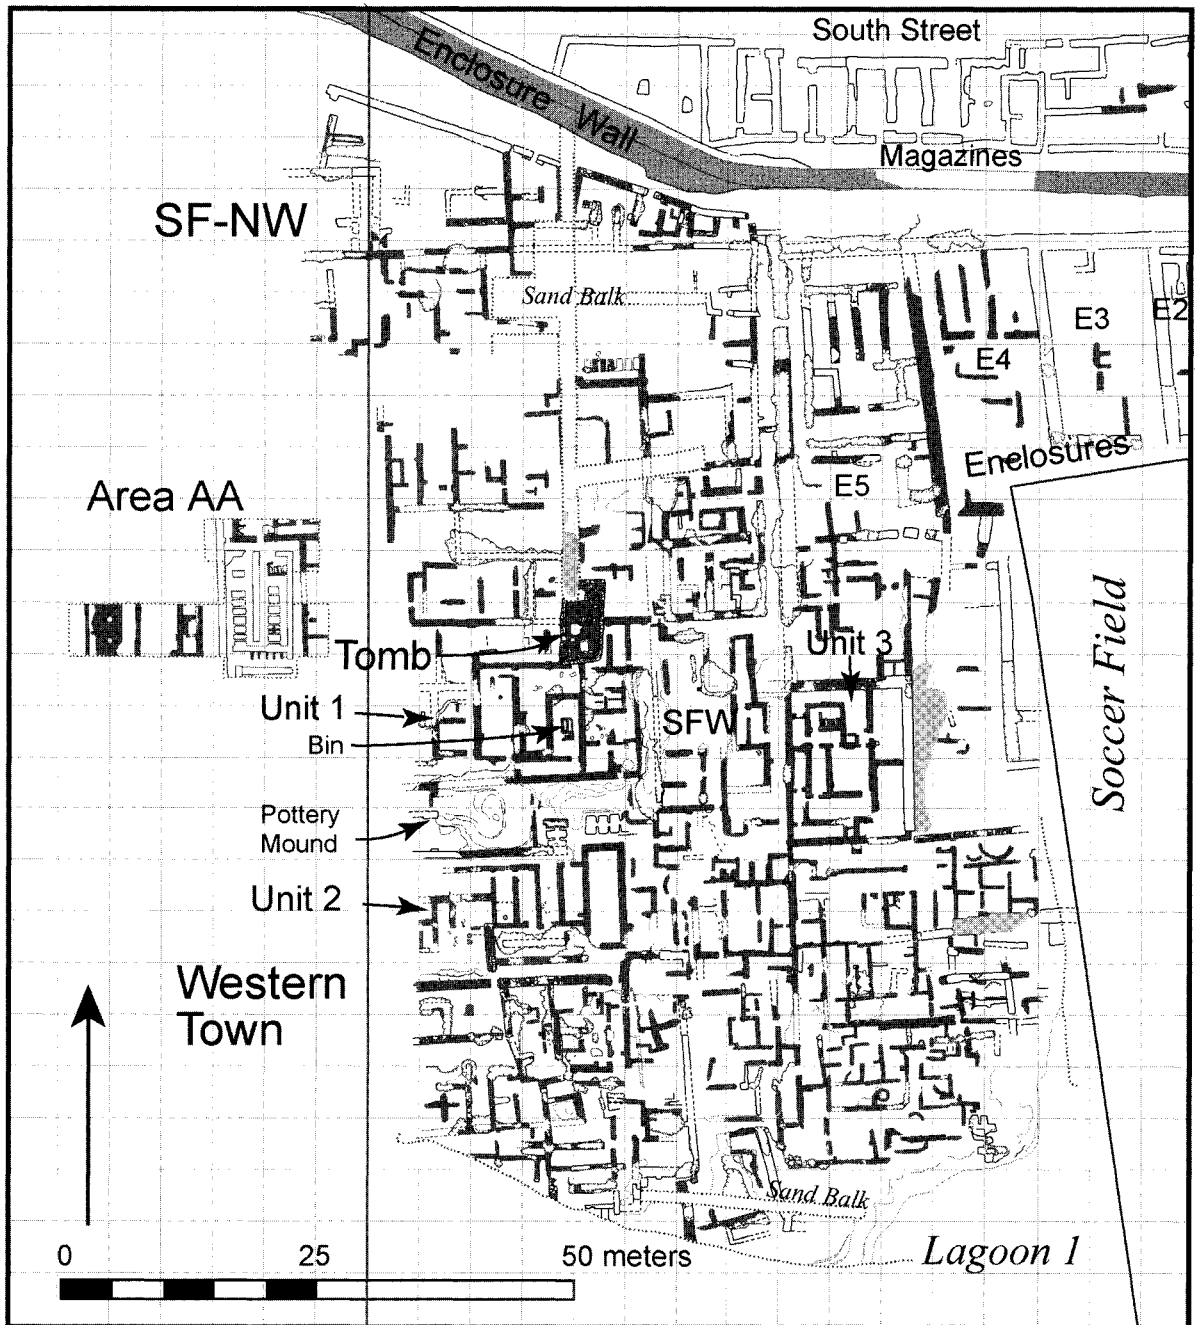 South Street
Enclosure Wall
Magazines
SF-NW
Sand Balk
E2
E3
E4
Enclosures
Area AA
E5
Soccer Field
Tomb
Unit 3
Unit 1
SFW
Bin
Pottery
Mound
Unit 2
Western
Town
Sand Balk
0 25 50 meters
Lagoon 1